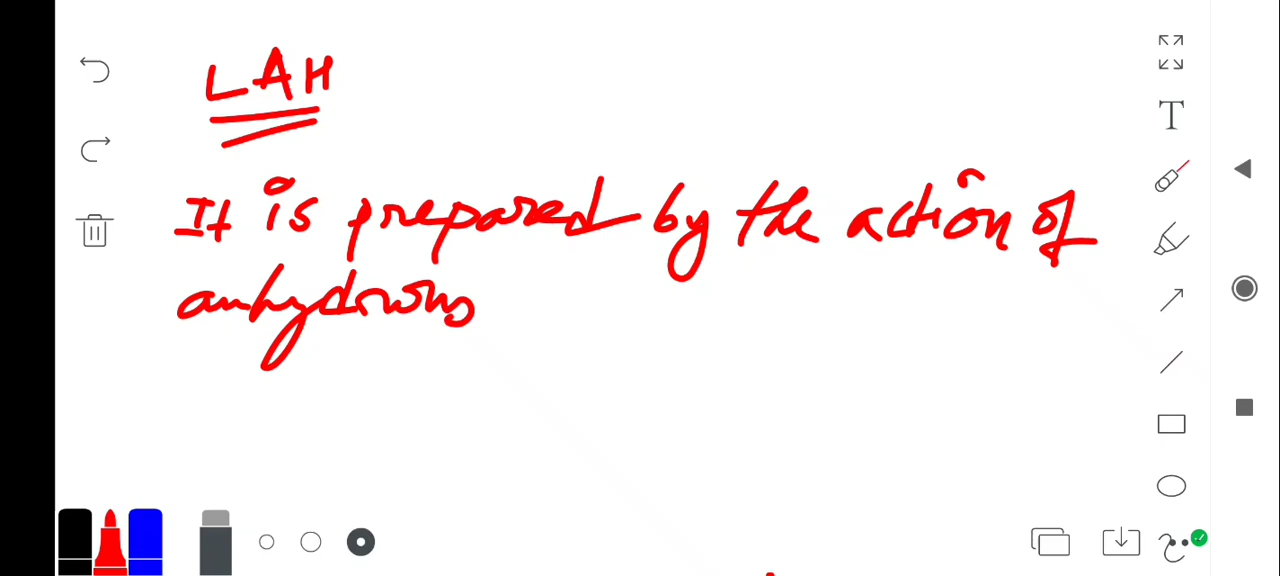 LAH
It is prepared by the action of
anhydrous
T